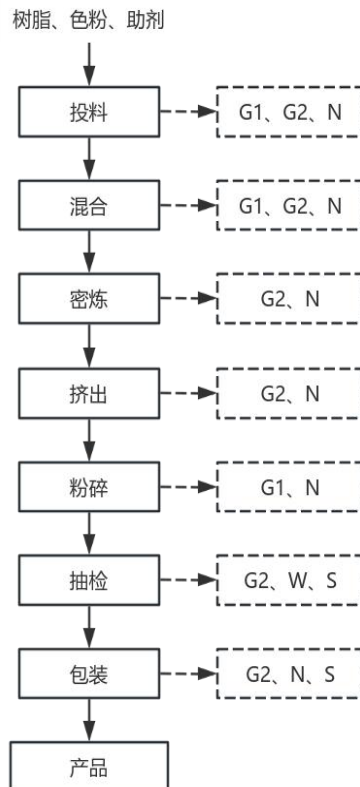 树脂、色粉、助剂
投料
G1、G2、N
混合
G1、G2、N
密炼
G2、N
挤出
G2、N
粉碎
G1、N
抽检
G2、W、S
包装
G2、N、S
产品